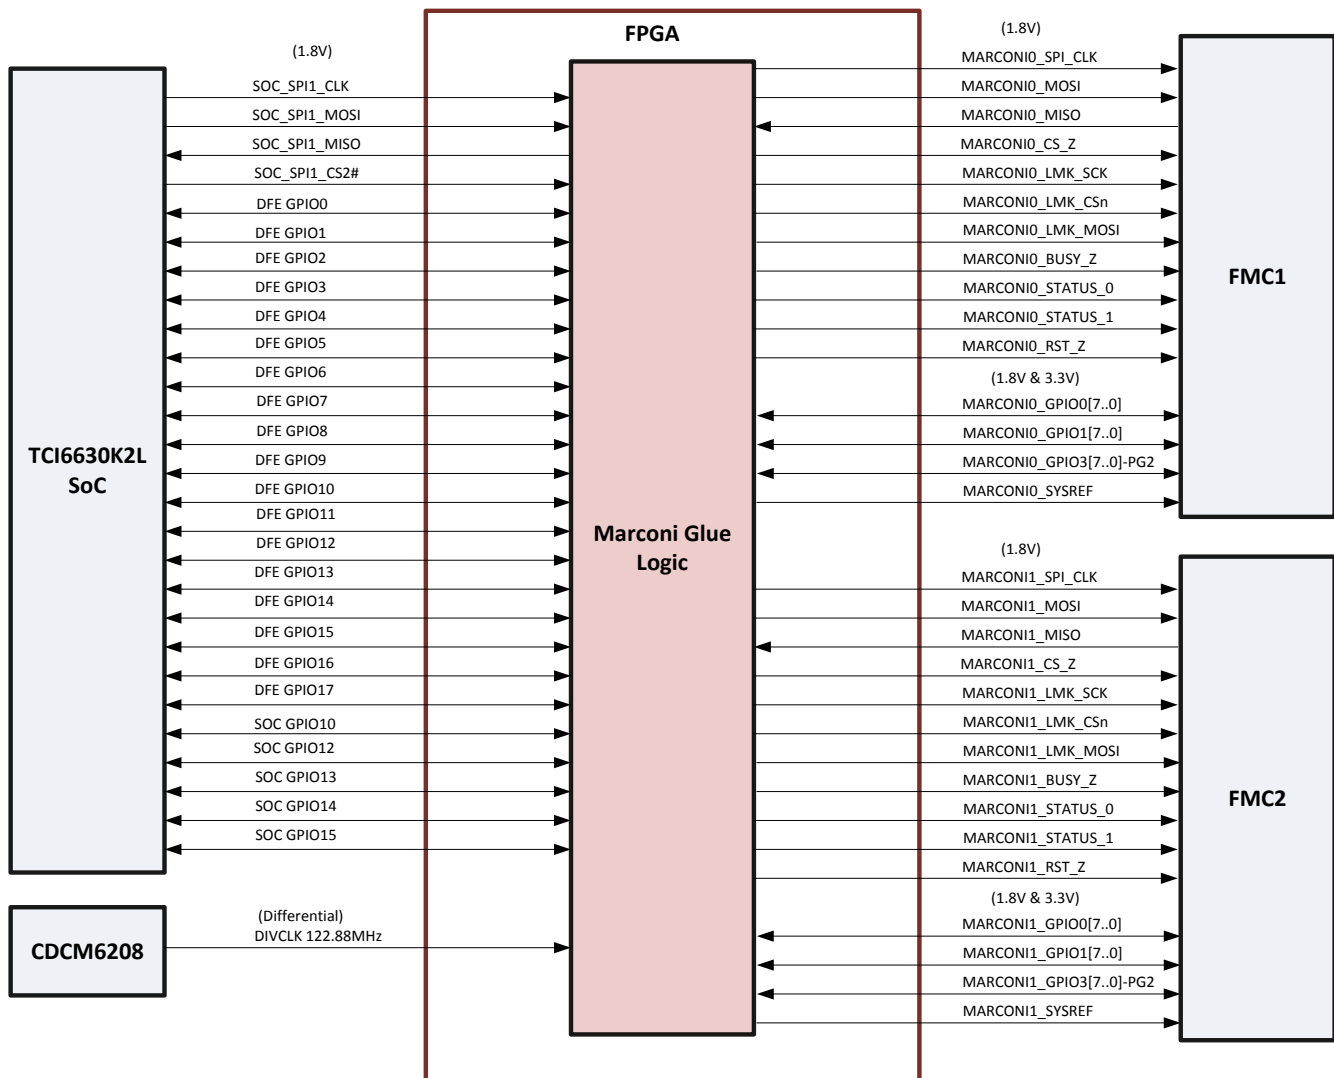 FPGA
(1.8V)
SOC_SPI1_CLK
SOC_SPI1_MOSI
SOC_SPI1_MISO
SOC_SPI1_CS2#
DFE GPIO0
DFE GPIO1
DFE GPIO2
DFE GPIO3
DFE GPIO4
DFE GPIO5
DFE GPIO6
DFE GPIO7
DFE GPIO8
DFE GPIO9
DFE GPIO10
DFE GPIO11
DFE GPIO12
DFE GPIO13
DFE GPIO14
DFE GPIO15
DFE GPIO16
DFE GPIO17
SOC GPIO10
SOC GPIO12
SOC GPIO13
SOC GPIO14
SOC GPIO15
TCI6630K2L
SoC
(Differential)
DIVCLK 122.88MHz
CDCM6208
Marconi Glue
Logic
(1.8V)
MARCONI0_SPI_CLK
MARCONI0_MOSI
MARCONI0_MISO
MARCONI0_CS_Z
MARCONI0_LMK_SCK
MARCONI0_LMK_CSn
MARCONI0_LMK_MOSI
MARCONI0_BUSY_Z
MARCONI0_STATUS_0
MARCONI0_STATUS_1
MARCONI0_RST_Z
(1.8V & 3.3V)
MARCONI0_GPIO0[7..0]
MARCONI0_GPIO1[7..0]
MARCONI0_GPIO3[7..0]-PG2
MARCONI0_SYSREF
FMC1
(1.8V)
MARCONI1_SPI_CLK
MARCONI1_MOSI
MARCONI1_MISO
MARCONI1_CS_Z
MARCONI1_LMK_SCK
MARCONI1_LMK_CSn
MARCONI1_LMK_MOSI
MARCONI1_BUSY_Z
MARCONI1_STATUS_0
MARCONI1_STATUS_1
MARCONI1_RST_Z
(1.8V & 3.3V)
MARCONI1_GPIO0[7..0]
MARCONI1_GPIO1[7..0]
MARCONI1_GPIO3[7..0]-PG2
MARCONI1_SYSREF
FMC2